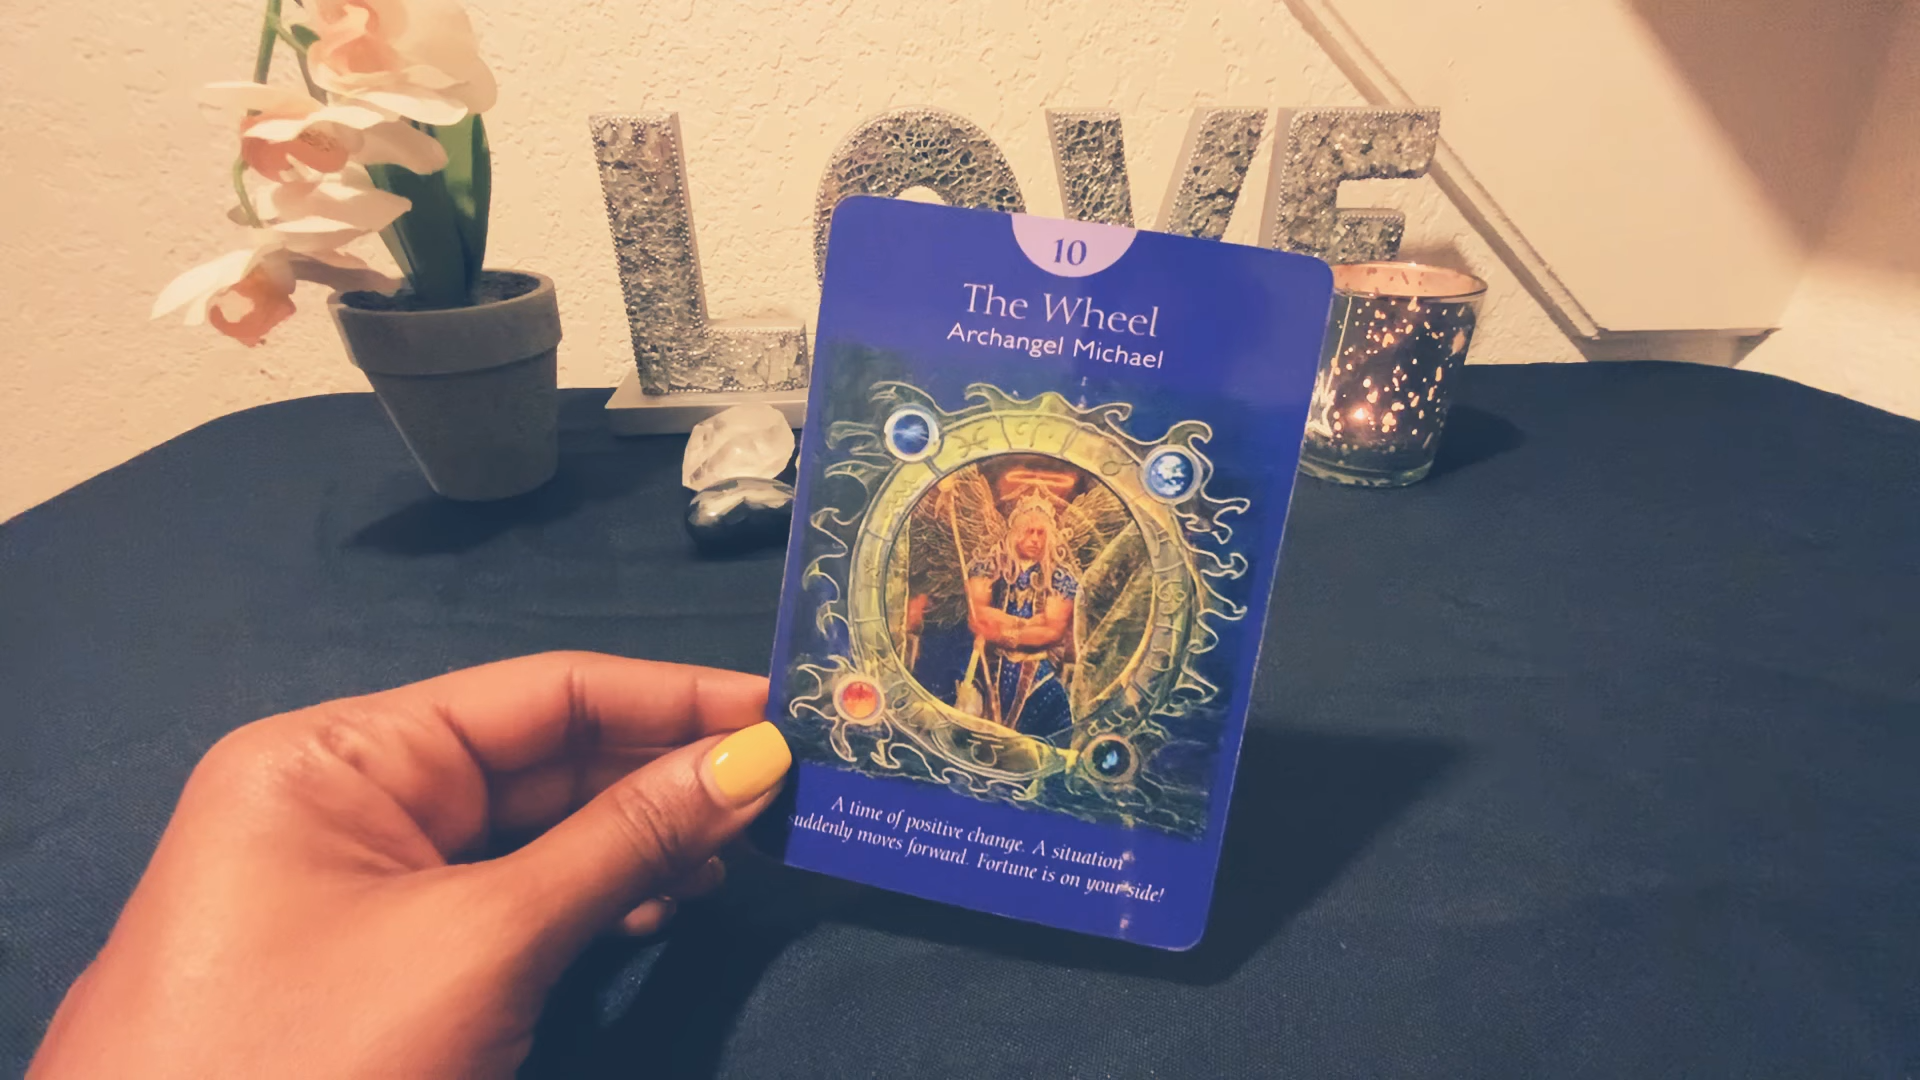 LOVE
10
The Wheel
Archangel Michael
A time of positive change. A situation
suddenly moves forward. Fortune is on your side!